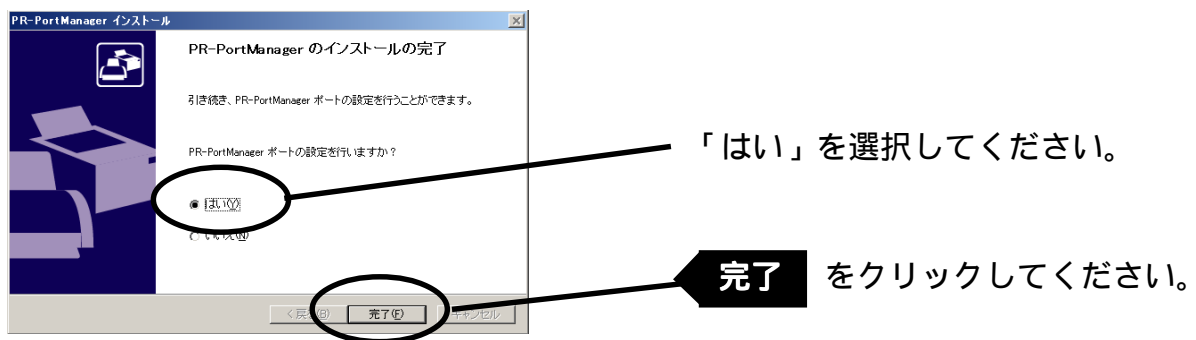 PR-PortManager インストール
PR-PortManager のインストールの完了
引き続き、PR-PortManager ポートの設定を行うことができます。
PR-PortManager ポートの設定を行いますか？
「はい」を選択してください。
はい(Y)
いいえ(N)
完了 をクリックしてください。
<戻る(B) 完了(F) キャンセル